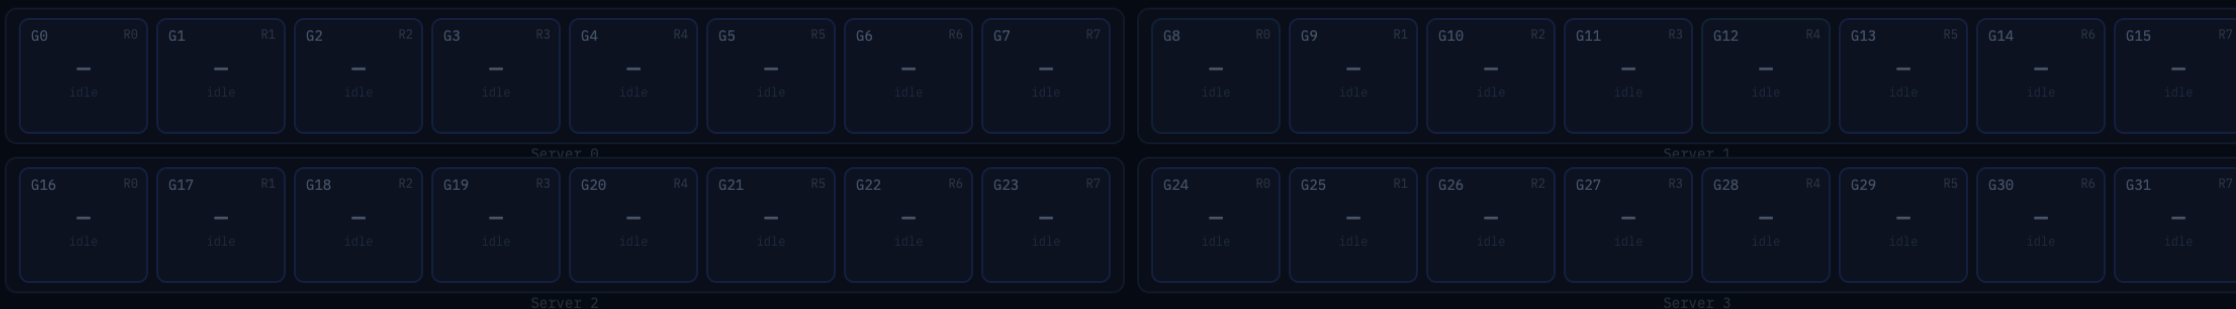 G0 R0 G1 R1 G2 R2 G3 R3 G4 R4 G5 R5 G6 R6 G7 R7 G8 R0 G9 R1 G10 R2 G11 R3 G12 R4 G13 R5 G14 R6 G15 R7
— — — — — — — — — — — — — — — —
idle idle idle idle idle idle idle idle idle idle idle idle idle idle idle idle
Server 0 Server 1
G16 R0 G17 R1 G18 R2 G19 R3 G20 R4 G21 R5 G22 R6 G23 R7 G24 R0 G25 R1 G26 R2 G27 R3 G28 R4 G29 R5 G30 R6 G31 R7
— — — — — — — — — — — — — — — —
idle idle idle idle idle idle idle idle idle idle idle idle idle idle idle idle
Server 2 Server 3